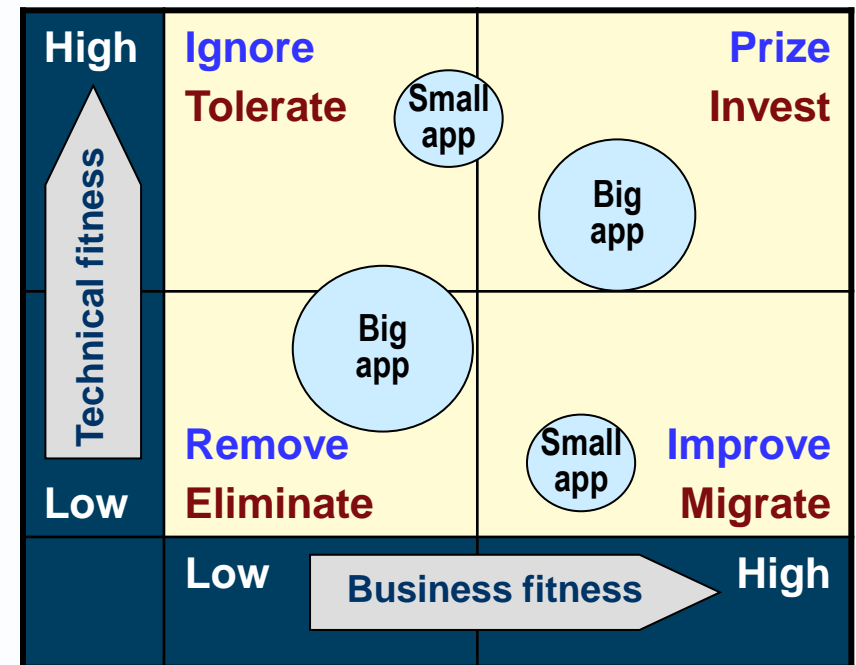 High
Ignore
Prize
Tolerate
Small
app
Invest
Technical fitness
Big
app
Big
app
Remove
Small
app
Improve
Low
Eliminate
Migrate
Low
Business fitness
High